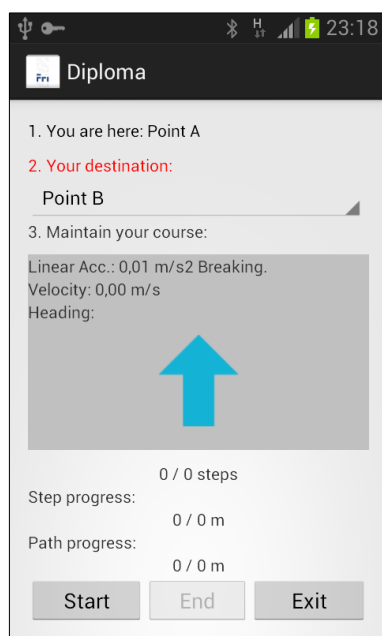 H 23:18
Fri Diploma
1. You are here: Point A
2. Your destination:
Point B
3. Maintain your course:
Linear Acc.: 0,01 m/s2 Breaking.
Velocity: 0,00 m/s
Heading:
0 / 0 steps
Step progress:
0 / 0 m
Path progress:
0 / 0 m
Start End Exit